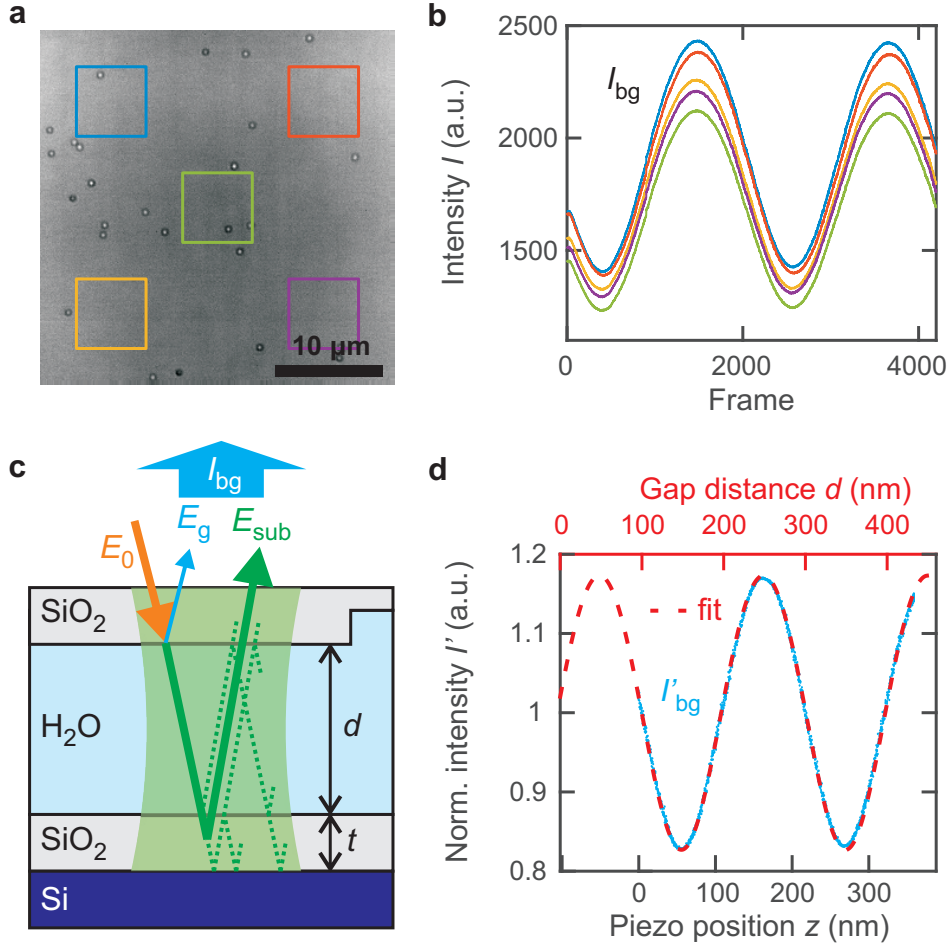 a
10 µm
b
2500
2000
1500
Intensity I (a.u.)
I_bg
0
2000
4000
Frame
c
I_bg
E_0
E_g
E_sub
SiO₂
H₂O
d
SiO₂
t
Si
d
Gap distance d (nm)
0
100
200
300
400
1.2
1.1
1
0.9
0.8
Norm. intensity I' (a.u.)
fit
I'_bg
0
100
200
300
Piezo position z (nm)